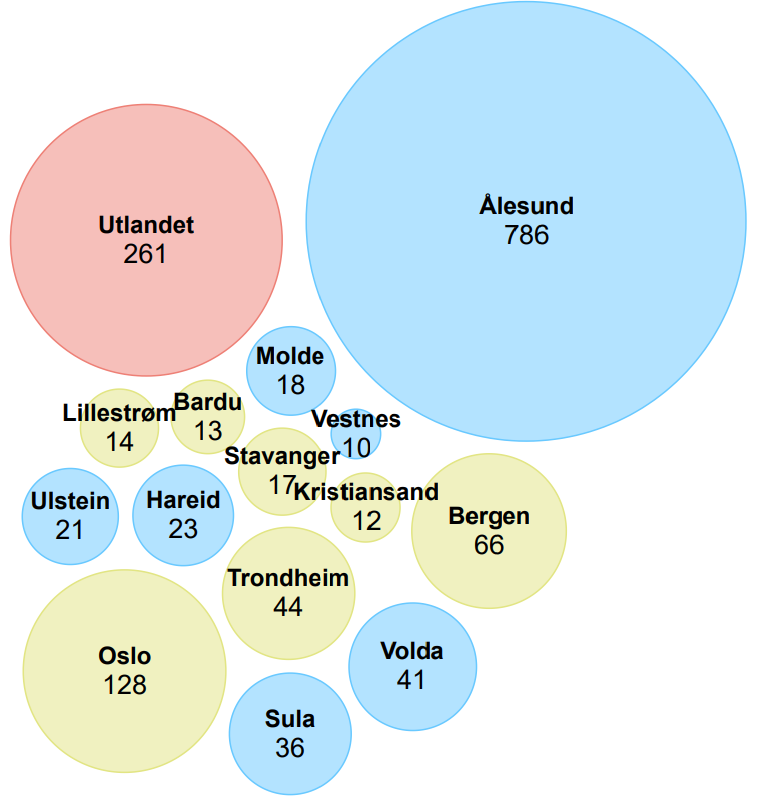 Ålesund
786
Utlandet
261
Molde
18
Bardu
13
Lillestrøm
14
Vestnes
10
Stavanger
17
Kristiansand
12
Ulstein
21
Hareid
23
Bergen
66
Trondheim
44
Oslo
128
Volda
41
Sula
36